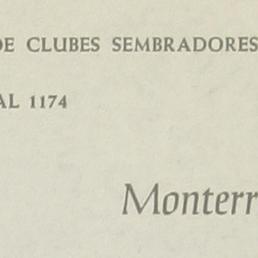 DE CLUBES SEMBRADORES
AL 1174
Monterr